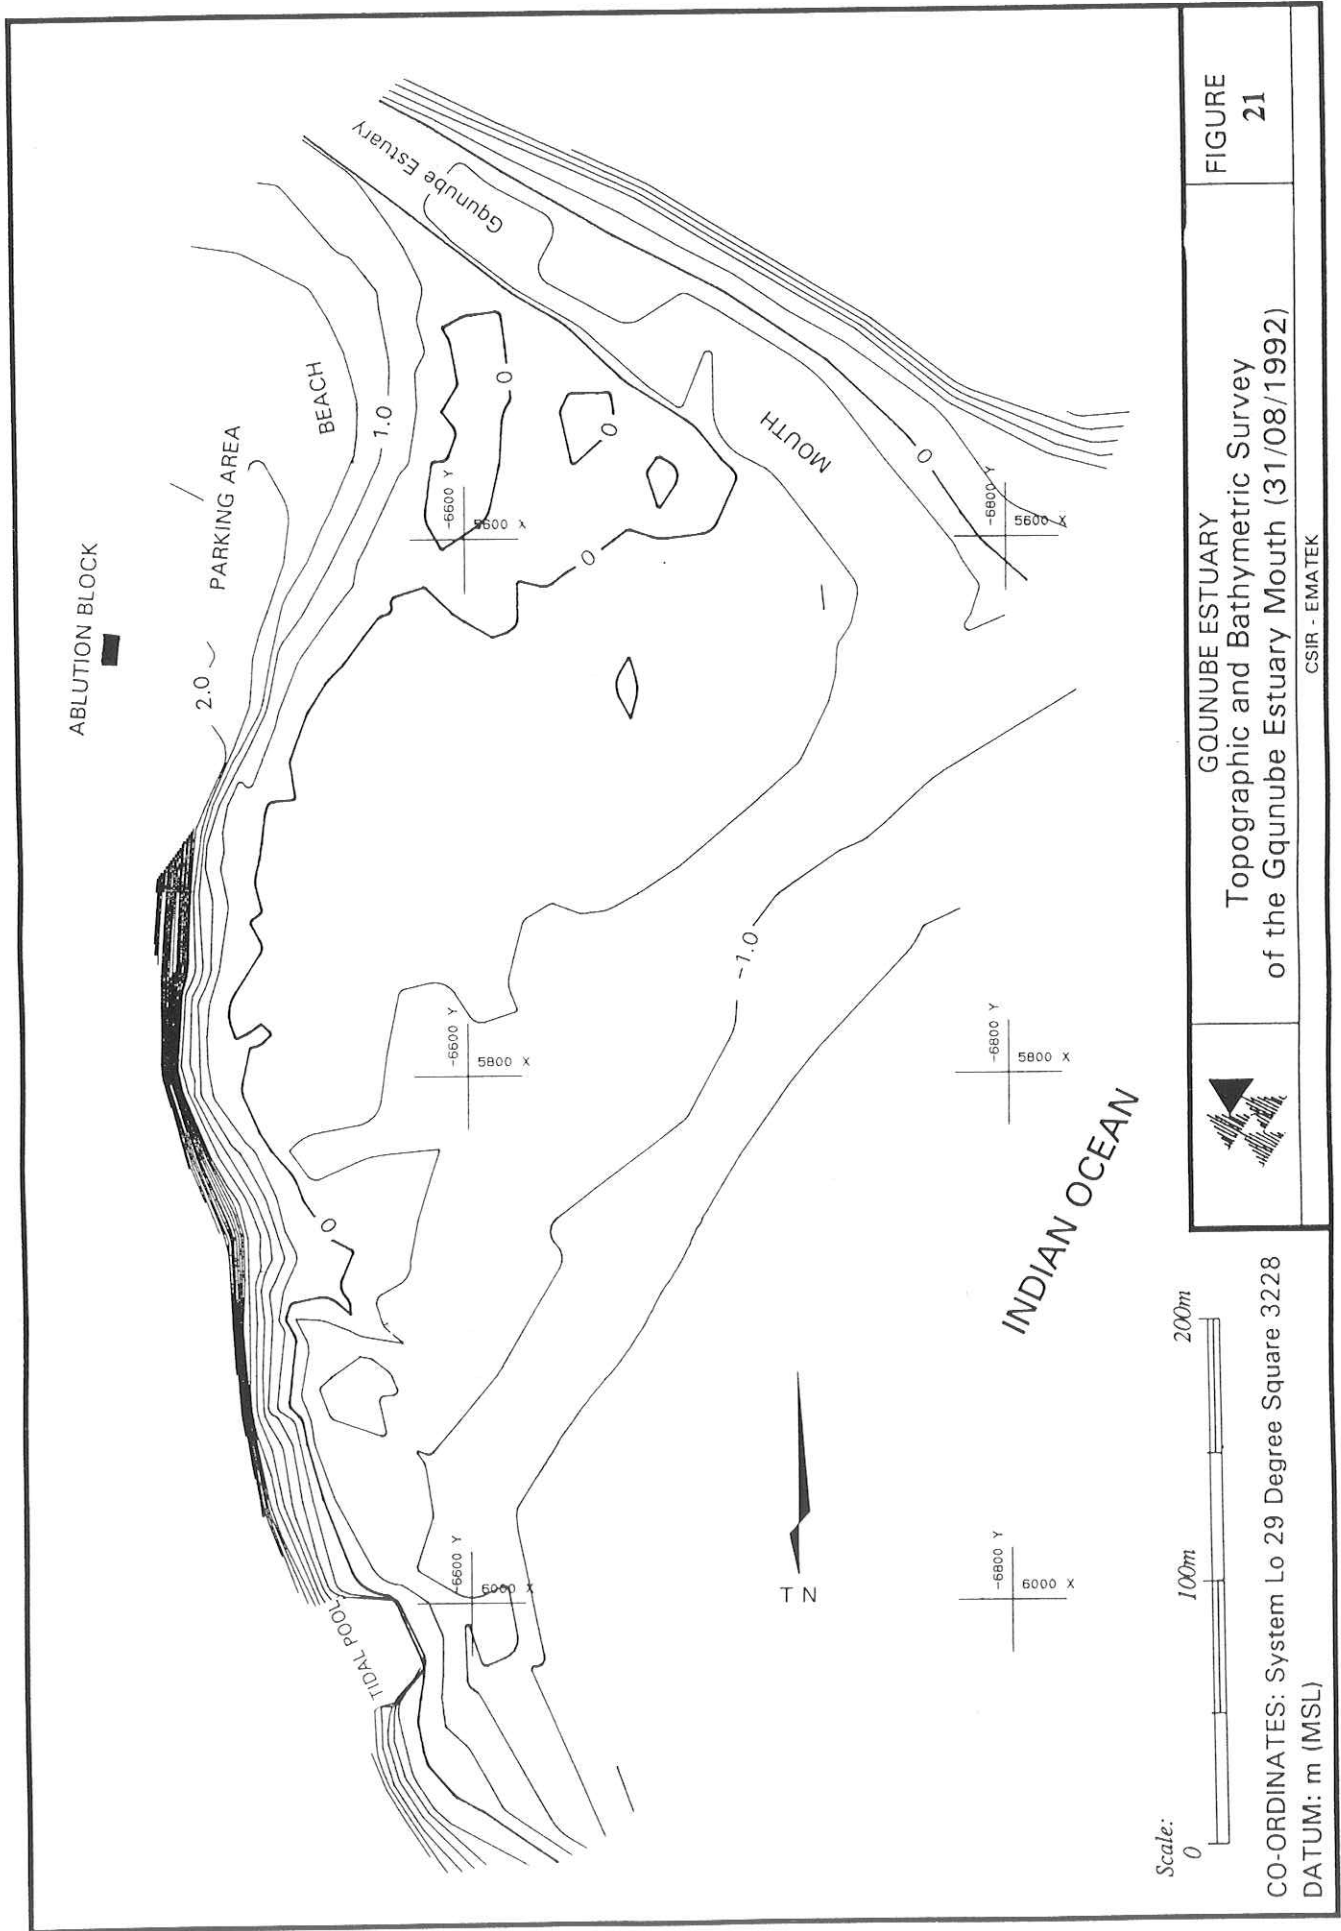 ABLUTION BLOCK
PARKING AREA
2.0
BEACH
1.0
Gqunube Estuary
MOUTH
0
0
0
0
0
-1.0
TIDAL POOL
-6600 Y
5600 X
-6800 Y
5600 X
-6600 Y
5800 X
-6800 Y
5800 X
-6600 Y
6000 X
-6800 Y
6000 X
INDIAN OCEAN
TN
Scale:
0
100m
200m
CO-ORDINATES: System Lo 29 Degree Square 3228
DATUM: m (MSL)
GQUNUBE ESTUARY
Topographic and Bathymetric Survey
of the Gqunube Estuary Mouth (31/08/1992)
FIGURE
21
CSIR - EMATEK